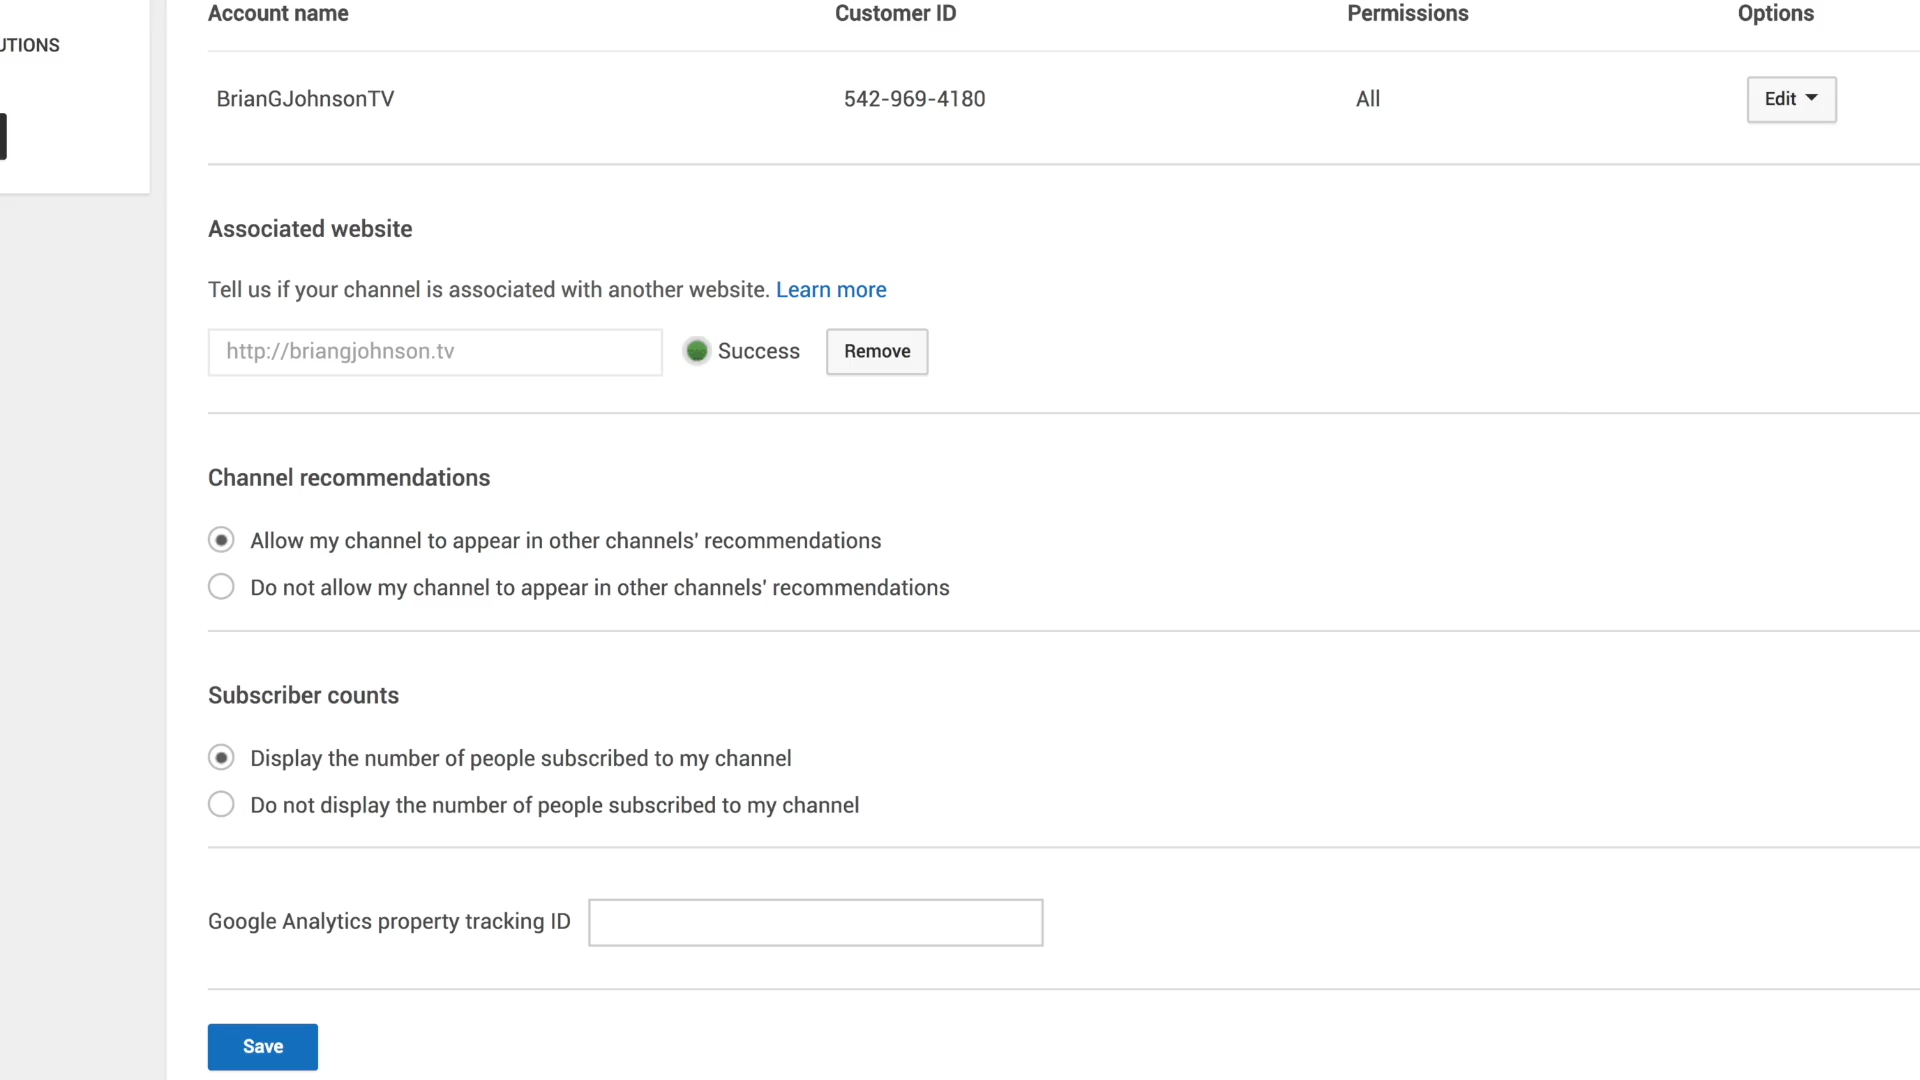 Account name Customer ID Permissions Options
UTIONS
BrianGJohnsonTV 542-969-4180 All Edit
Associated website
Tell us if your channel is associated with another website. Learn more
http://briangjohnson.tv Success Remove
Channel recommendations
Allow my channel to appear in other channels' recommendations
Do not allow my channel to appear in other channels' recommendations
Subscriber counts
Display the number of people subscribed to my channel
Do not display the number of people subscribed to my channel
Google Analytics property tracking ID
Save